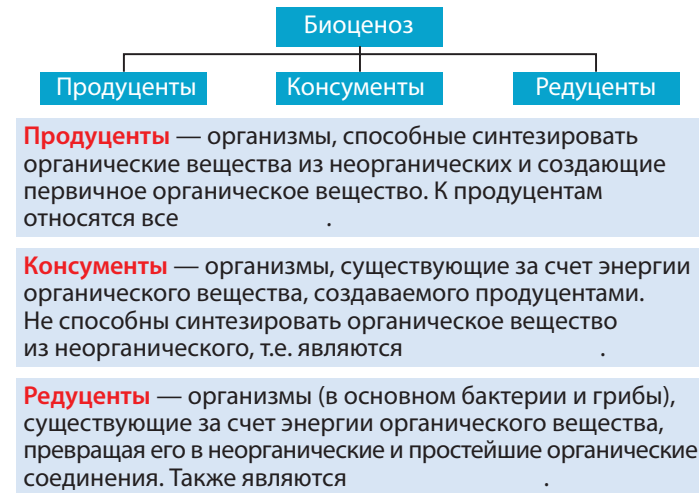 Биоценоз
Продуценты Консументы Редуценты
Продуценты — организмы, способные синтезировать
органические вещества из неорганических и создающие
первичное органическое вещество. К продуцентам
относятся все .
Консументы — организмы, существующие за счет энергии
органического вещества, создаваемого продуцентами.
Не способны синтезировать органическое вещество
из неорганического, т.е. являются .
Редуценты — организмы (в основном бактерии и грибы),
существующие за счет энергии органического вещества,
превращая его в неорганические и простейшие органические
соединения. Также являются .